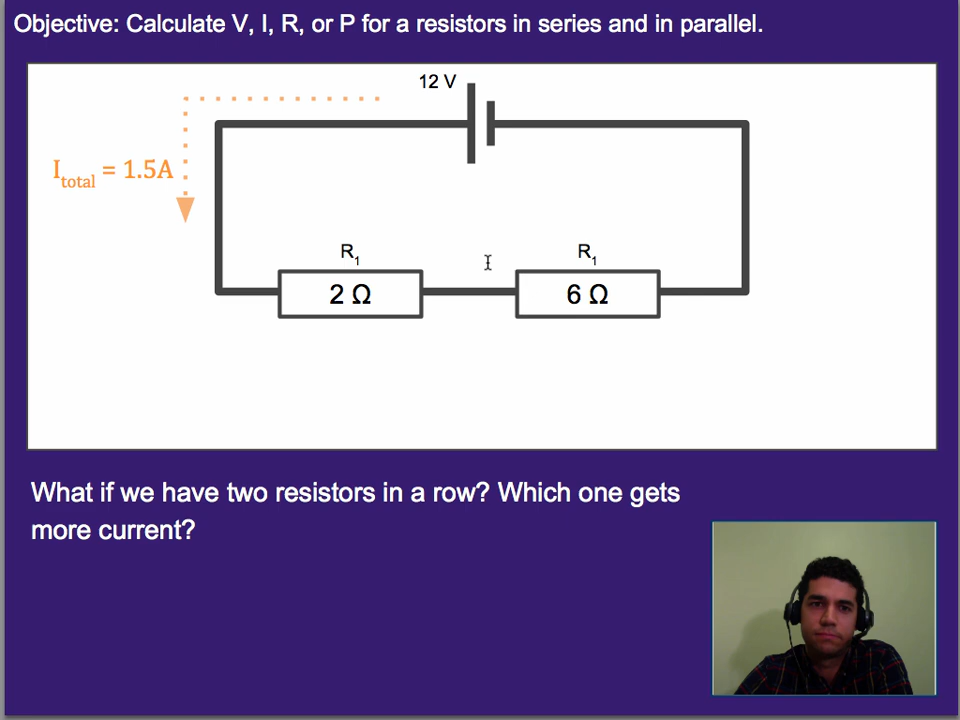 Objective: Calculate V, I, R, or P for a resistors in series and in parallel.
12 V
Itotal = 1.5A
R1 R1
2 Ω 6 Ω
What if we have two resistors in a row? Which one gets
more current?